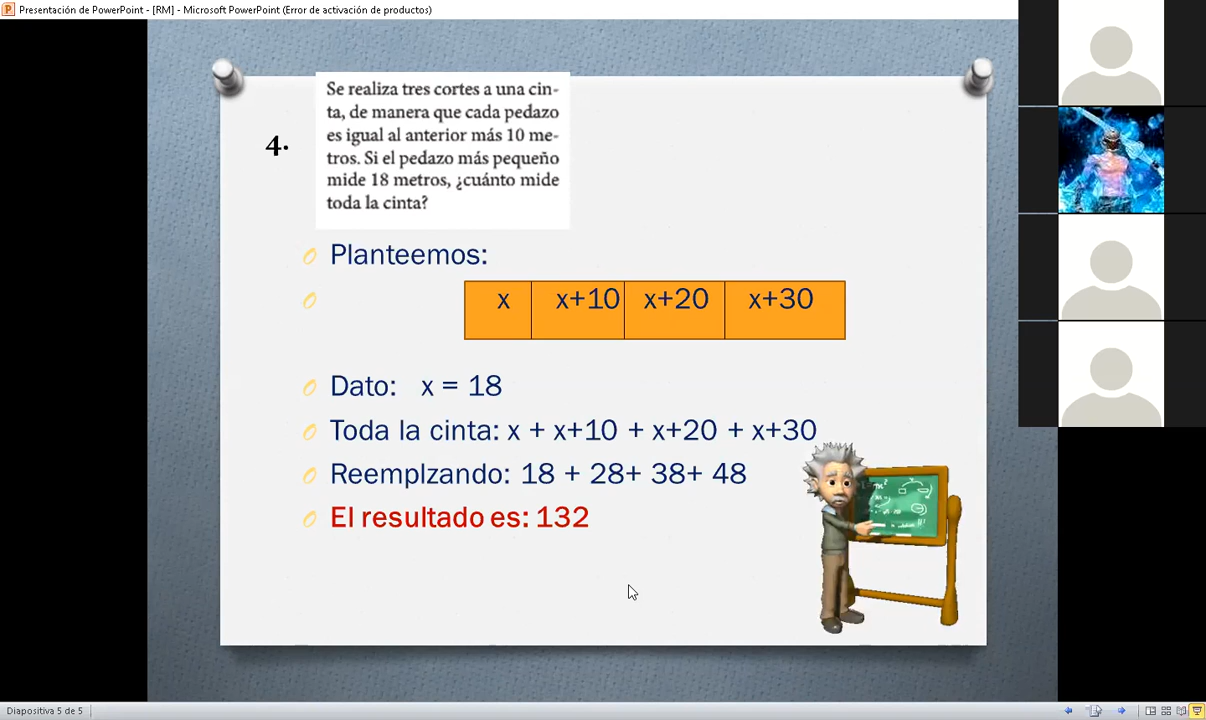 Presentación de PowerPoint - [RM] - Microsoft PowerPoint (Error de activación de productos)
Se realiza tres cortes a una cin-
ta, de manera que cada pedazo
es igual al anterior más 10 me-
tros. Si el pedazo más pequeño
mide 18 metros, ¿cuánto mide
toda la cinta?
4.
Planteemos:
x x+10 x+20 x+30
Dato: x = 18
Toda la cinta: x + x+10 + x+20 + x+30
Reemplzando: 18 + 28+ 38+ 48
El resultado es: 132
Diapositiva 5 de 5